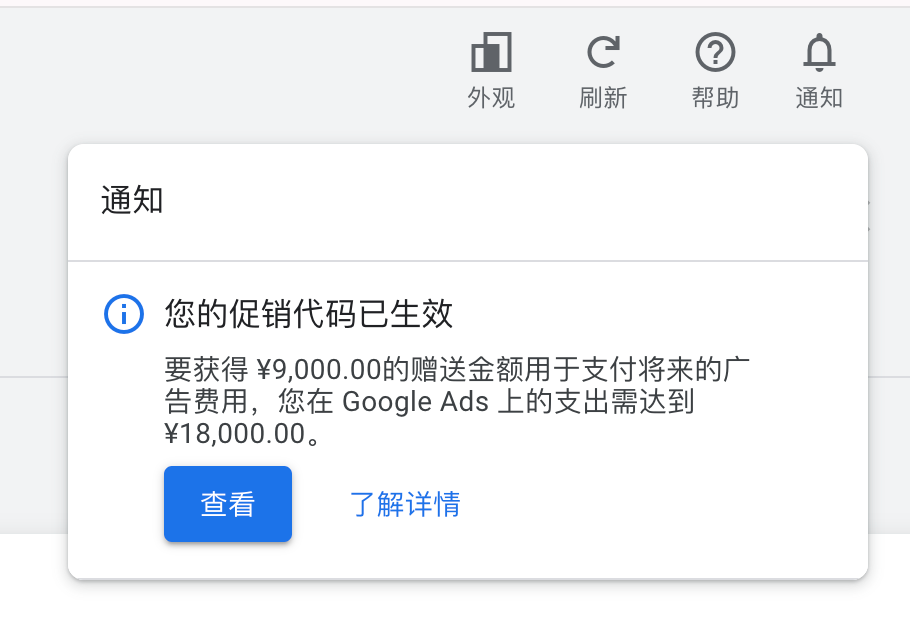 外观 刷新 帮助 通知
通知
您的促销代码已生效
要获得 ¥9,000.00的赠送金额用于支付将来的广
告费用，您在 Google Ads 上的支出需达到
¥18,000.00。
查看 了解详情